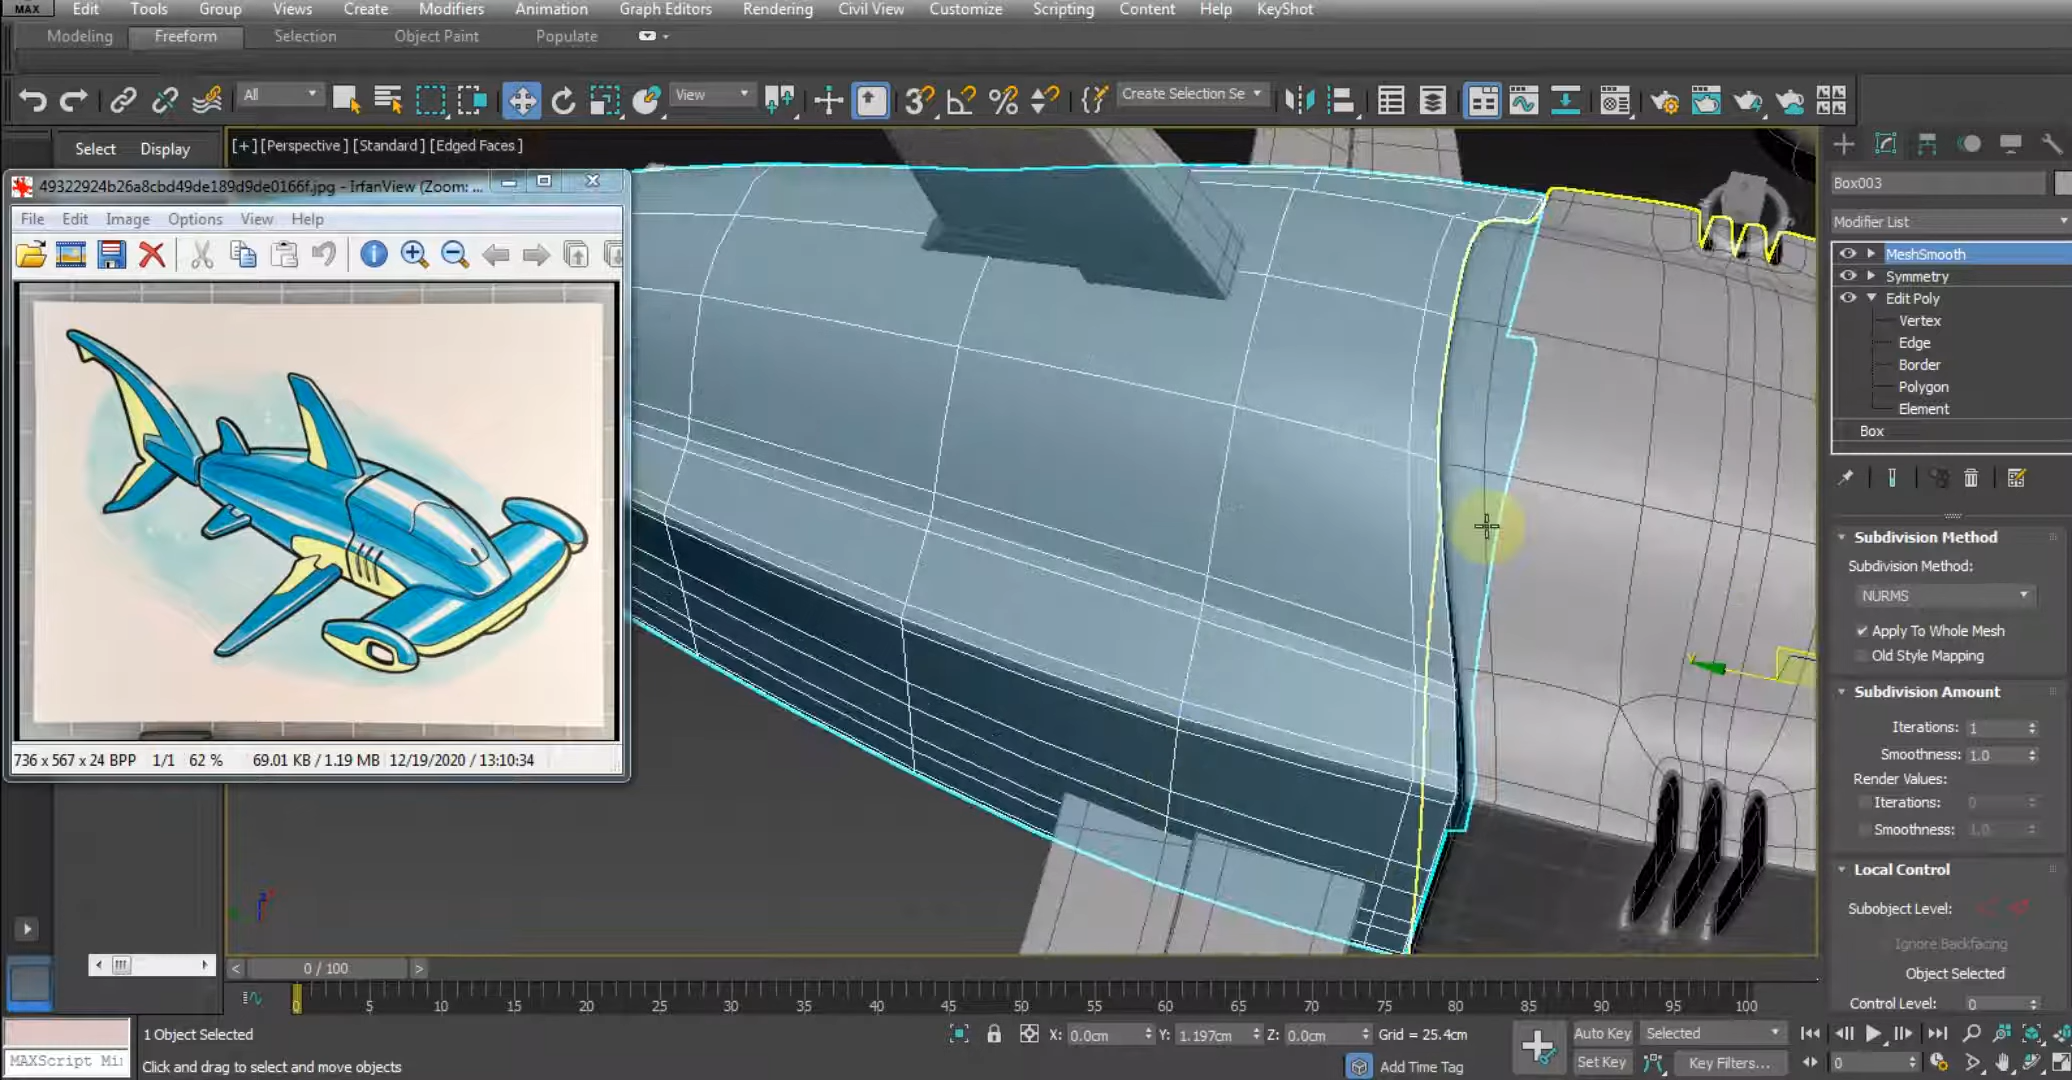 MAX Edit Tools Group Views Create Modifiers Animation Graph Editors Rendering Civil View Customize Scripting Content Help KeyShot
Modeling Freeform Selection Object Paint Populate
All View Create Selection Se
Select Display
[+] [Perspective] [Standard] [Edged Faces]
49322924b26a8cbd49de189d9de0166f.jpg - IrfanView (Zoom: ...
File Edit Image Options View Help
736 x 567 x 24 BPP 1/1 62 % 69.01 KB / 1.19 MB 12/19/2020 / 13:10:34
Box003
Modifier List
MeshSmooth
Symmetry
Edit Poly
Vertex
Edge
Border
Polygon
Element
Box
Subdivision Method
Subdivision Method:
NURMS
Apply To Whole Mesh
Old Style Mapping
Subdivision Amount
Iterations: 1
Smoothness: 1.0
Render Values:
Iterations: 0
Smoothness: 1.0
Local Control
Subobject Level:
Ignore Backfacing
Object Selected
Control Level: 0
< 0 / 100 >
0 5 10 15 20 25 30 35 40 45 50 55 60 65 70 75 80 85 90 95 100
1 Object Selected
X: 0.0cm Y: 1.197cm Z: 0.0cm Grid = 25.4cm
Auto Key Selected
MAXScript Mi
Click and drag to select and move objects
Add Time Tag
Set Key Key Filters...
0